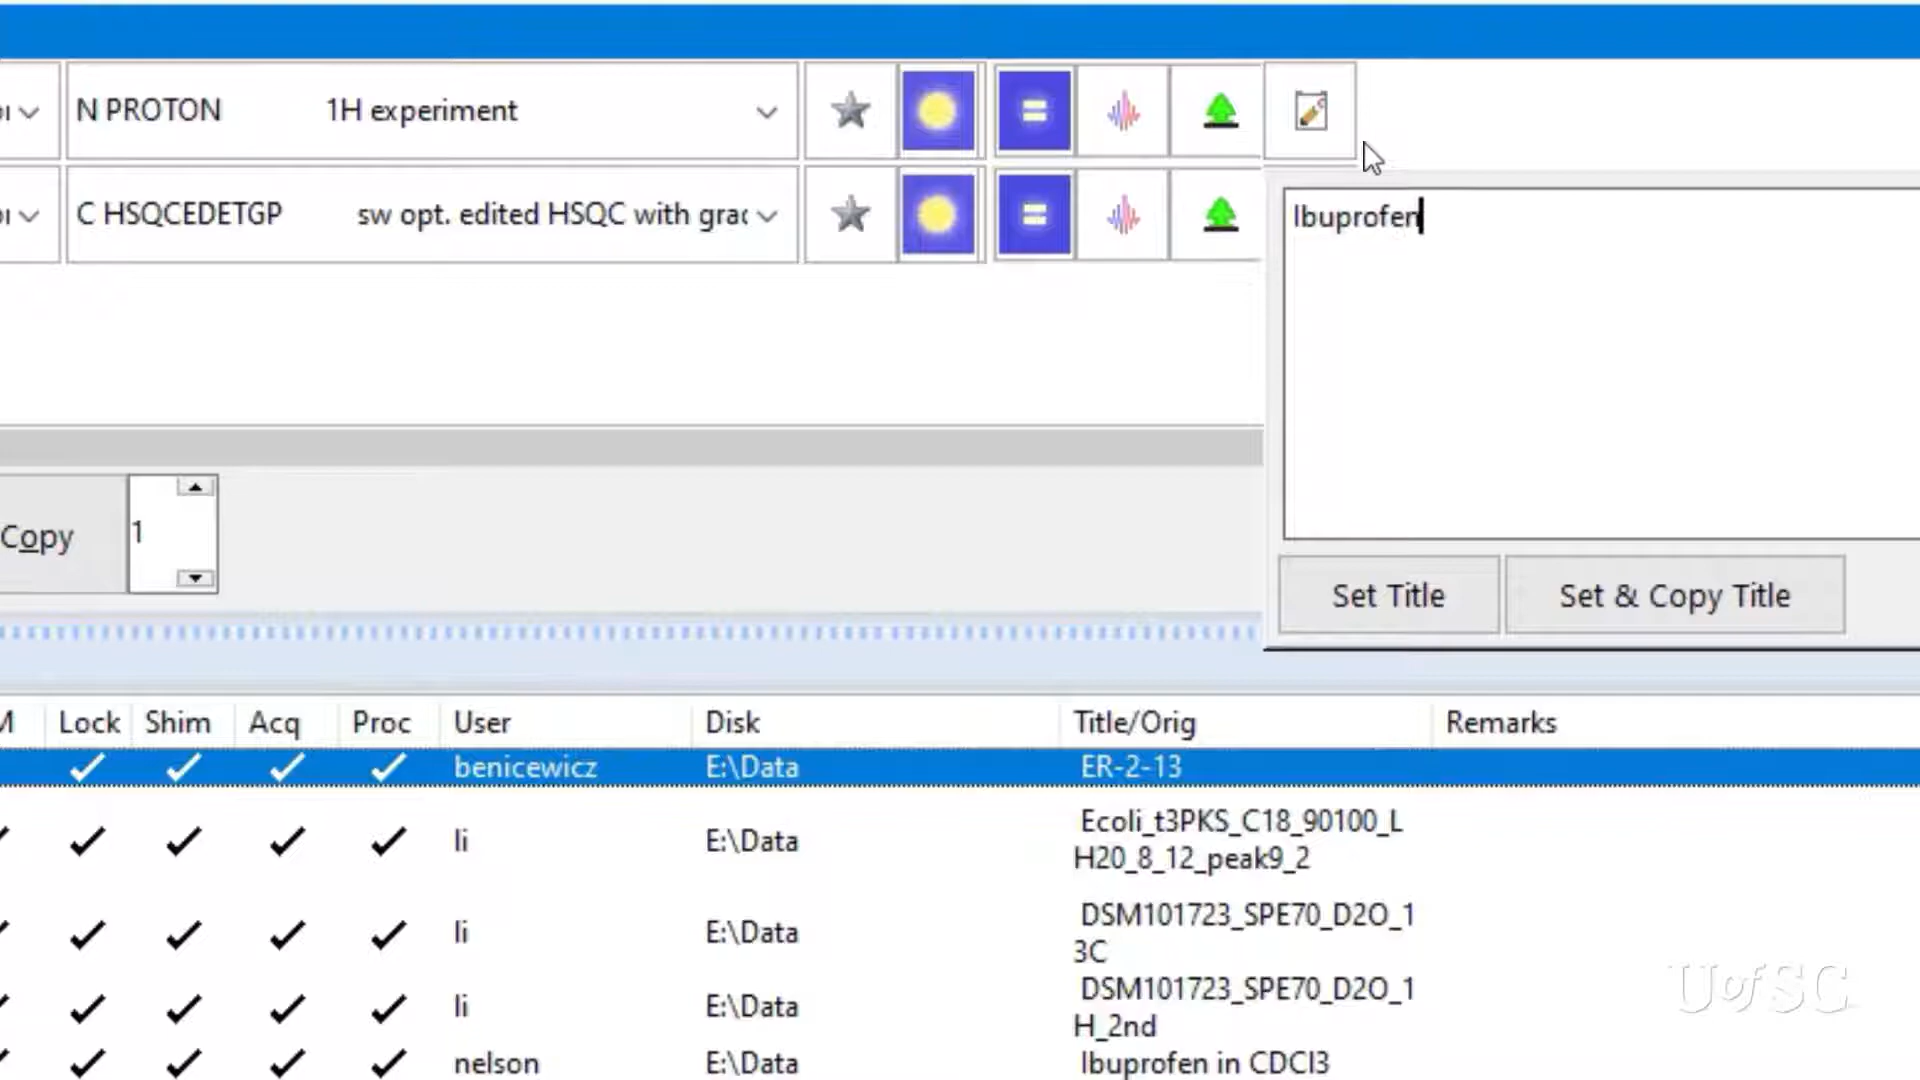 N PROTON 1H experiment
C HSQCEDETGP sw opt. edited HSQC with grac
Ibuprofen
Copy 1
Set Title Set & Copy Title
Lock Shim Acq Proc User Disk Title/Orig Remarks
benicewicz E:\Data ER-2-13
li E:\Data Ecoli_t3PKS_C18_90100_L
H20_8_12_peak9_2
li E:\Data DSM101723_SPE70_D2O_1
3C
li E:\Data DSM101723_SPE70_D2O_1
H_2nd
nelson E:\Data Ibuprofen in CDCl3
UofSC